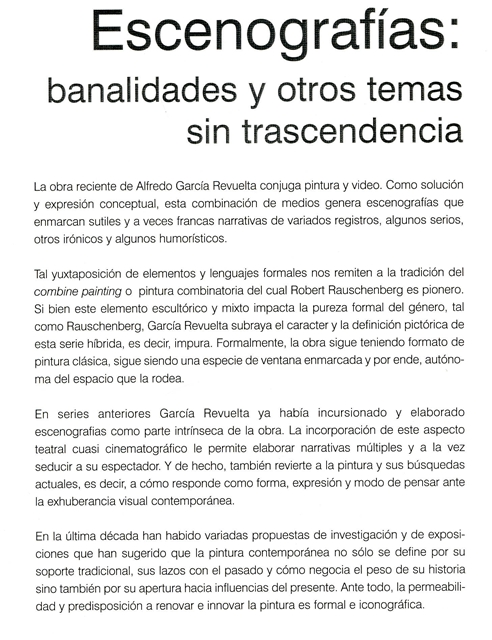 Escenografías:
banalidades y otros temas
sin trascendencia
La obra reciente de Alfredo García Revuelta conjuga pintura y video. Como solución
y expresión conceptual, esta combinación de medios genera escenografías que
enmarcan sutiles y a veces francas narrativas de variados registros, algunos serios,
otros irónicos y algunos humorísticos.
Tal yuxtaposición de elementos y lenguajes formales nos remiten a la tradición del
combine painting o pintura combinatoria del cual Robert Rauschenberg es pionero.
Si bien este elemento escultórico y mixto impacta la pureza formal del género, tal
como Rauschenberg, García Revuelta subraya el caracter y la definición pictórica de
esta serie híbrida, es decir, impura. Formalmente, la obra sigue teniendo formato de
pintura clásica, sigue siendo una especie de ventana enmarcada y por ende, autóno-
ma del espacio que la rodea.
En series anteriores García Revuelta ya había incursionado y elaborado
escenografias como parte intrínseca de la obra. La incorporación de este aspecto
teatral cuasi cinematográfico le permite elaborar narrativas múltiples y a la vez
seducir a su espectador. Y de hecho, también revierte a la pintura y sus búsquedas
actuales, es decir, a cómo responde como forma, expresión y modo de pensar ante
la exhuberancia visual contemporánea.
En la última década han habido variadas propuestas de investigación y de exposi-
ciones que han sugerido que la pintura contemporánea no sólo se define por su
soporte tradicional, sus lazos con el pasado y cómo negocia el peso de su historia
sino también por su apertura hacia influencias del presente. Ante todo, la permeabili-
dad y predisposición a renovar e innovar la pintura es formal e iconográfica.